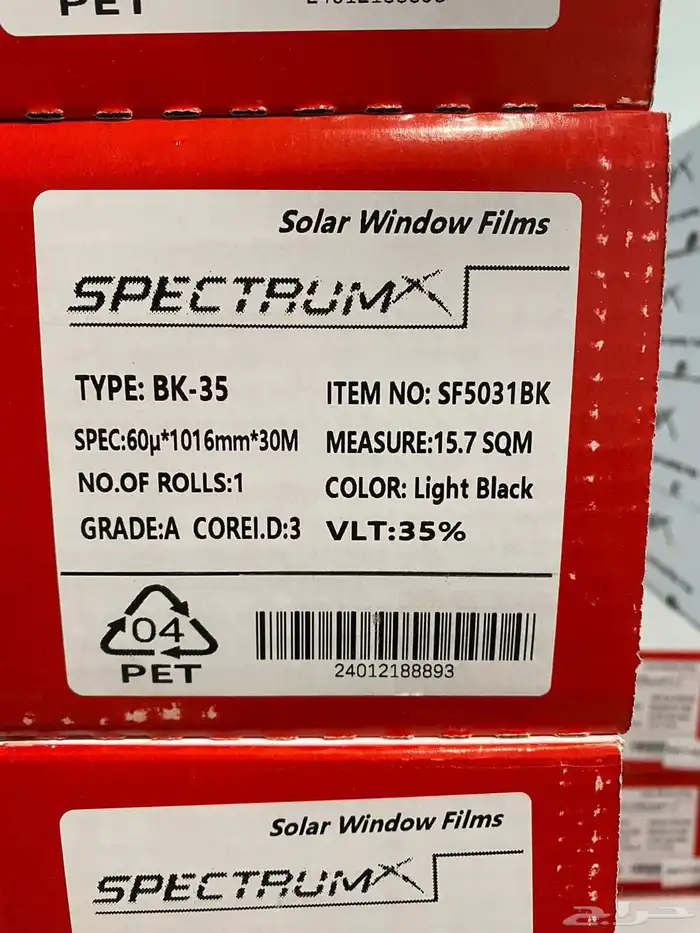 PET
24012188893
Solar Window Films
SPECTRUMX
TYPE: BK-35
ITEM NO: SF5031BK
SPEC:60µ*1016mm*30M
MEASURE:15.7 SQM
NO.OF ROLLS:1
COLOR: Light Black
GRADE:A COREI.D:3
VLT:35%
04
PET
24012188893
Solar Window Films
SPECTRUMX
حراج